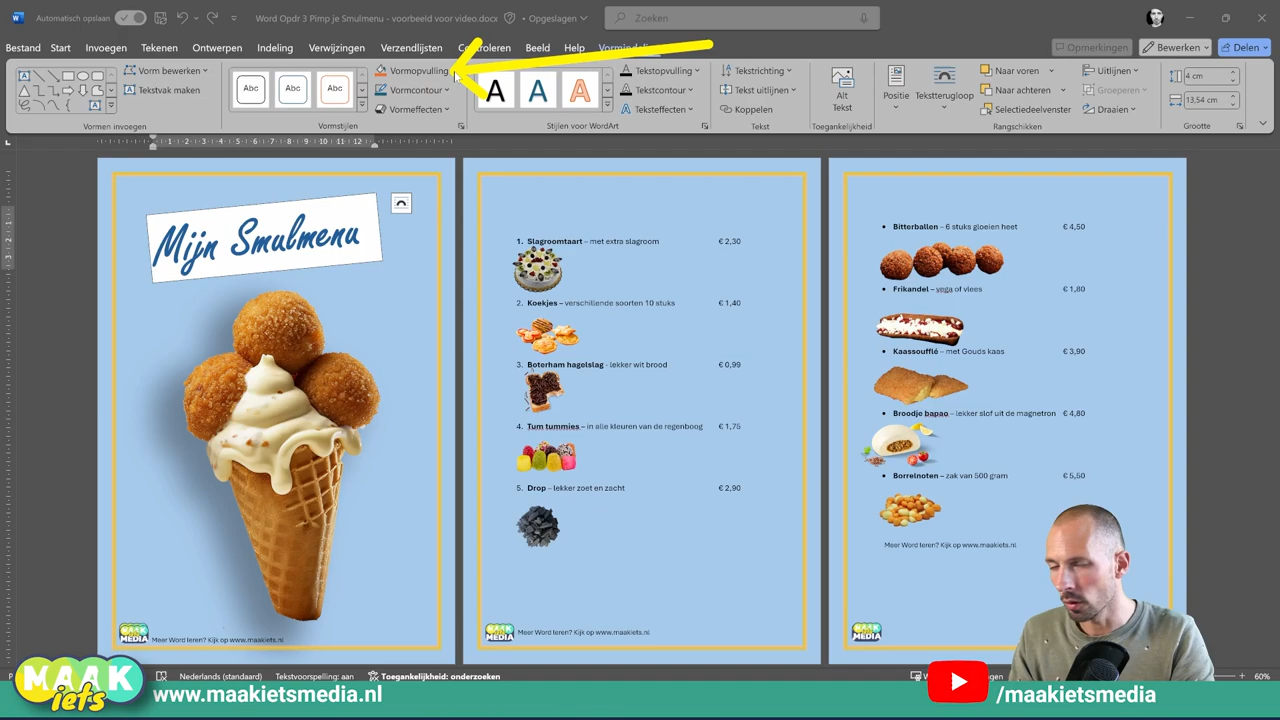 Automatisch opslaan
Word Opdr 3 Pimp je Smulmenu - voorbeeld voor video.docx
Opgeslagen
Zoeken
Bestand Start Invoegen Tekenen Ontwerpen Indeling Verwijzingen Verzendlijsten Controleren Beeld Help
Opmerkingen Bewerken Delen
Abc Abc Abc
Vorm bewerken
Tekstvak maken
Vormen invoegen
Vormopvulling
Vormcontour
Vormeffecten
Vormstijlen
A A A
Tekstopvulling
Tekstcontour
Teksteffecten
Stijlen voor WordArt
Tekstrichting
Tekst uitlijnen
Koppelen
Tekst
Alt
Tekst
Toegankelijkheid
Positie
Tekstterugloop
Naar voren
Naar achteren
Selectiedeelvenster
Uitlijnen
Groeperen
Draaien
Rangschikken
4 cm
13,54 cm
Grootte
Mijn Smulmenu
Meer Word leren? Kijk op www.maakiets.nl
1. Slagroomtaart – met extra slagroom € 2,30
2. Koekjes – verschillende soorten 10 stuks € 1,40
3. Boterham hagelslag - lekker wit brood € 0,99
4. Tum tummies – in alle kleuren van de regenboog € 1,75
5. Drop – lekker zoet en zacht € 2,90
Meer Word leren? Kijk op www.maakiets.nl
• Bitterballen – 6 stuks gloeien heet € 4,50
• Frikandel – vega of vlees € 1,80
• Kaassoufflé – met Gouds kaas € 3,90
• Broodje bapao – lekker slof uit de magnetron € 4,80
• Borrelnoten – zak van 500 gram € 5,50
Meer Word leren? Kijk op www.maakiets.nl
Nederlands (standaard)
Tekstvoorspelling: aan
Toegankelijkheid: onderzoeken
60%
MAAK
iets
www.maakietsmedia.nl
/maakietsmedia